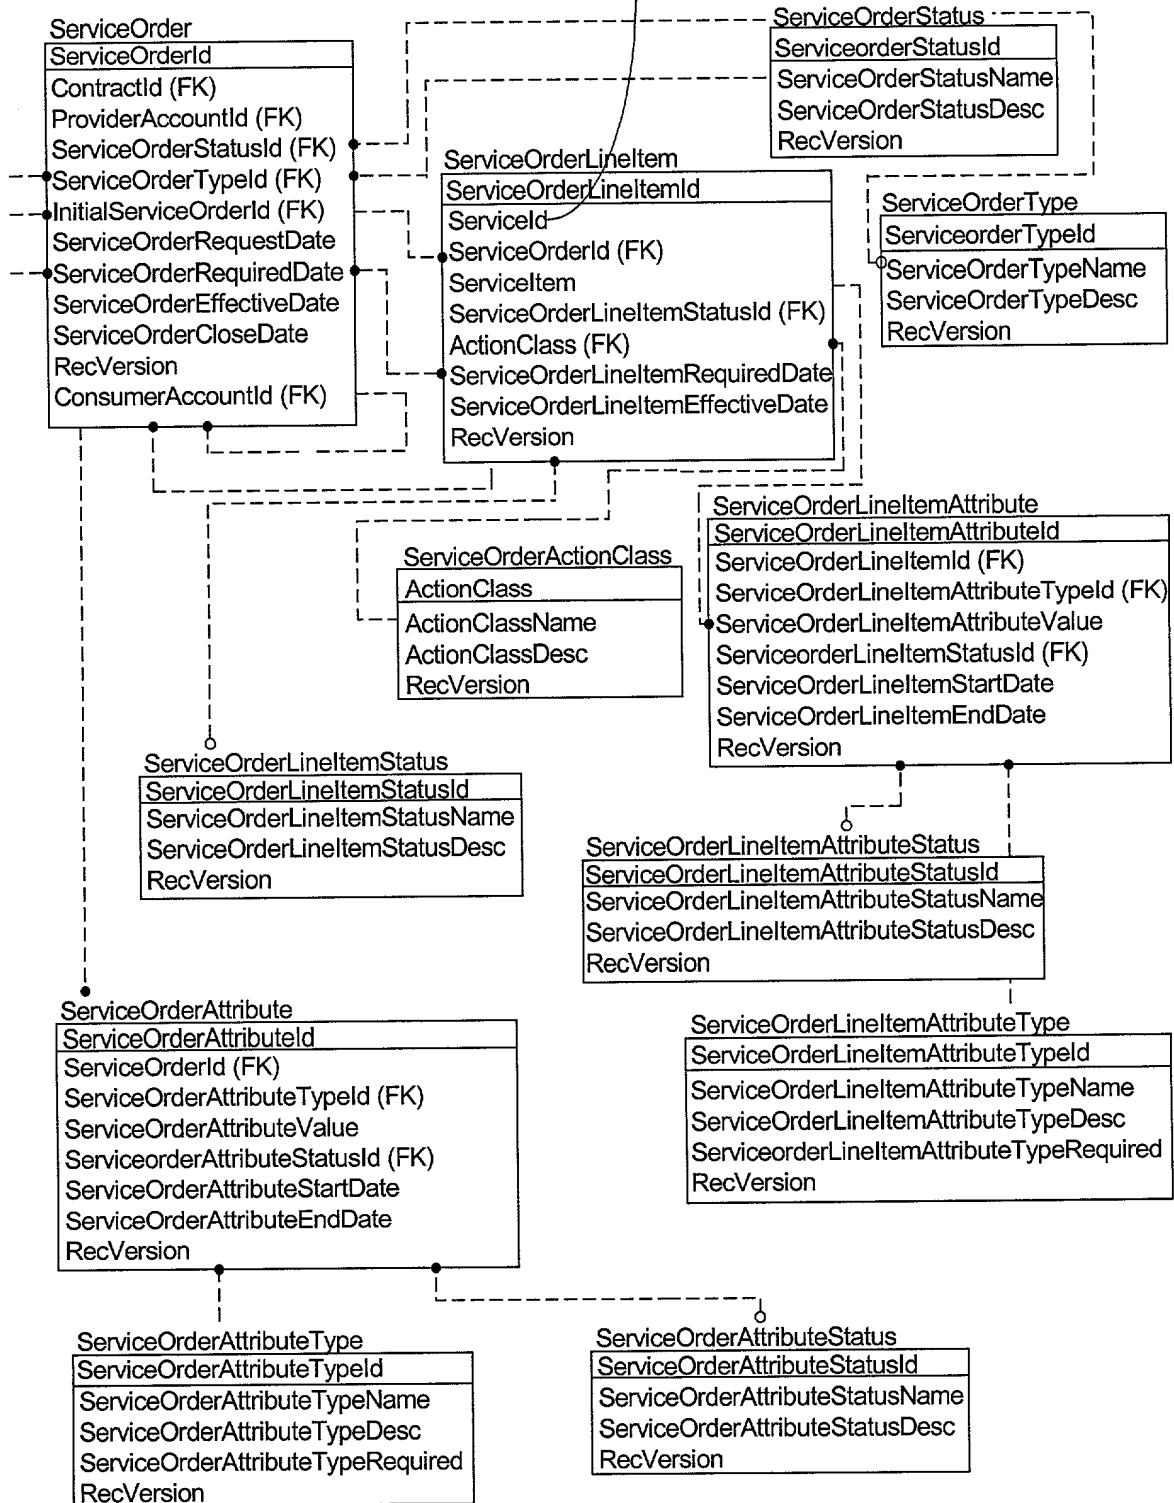 ServiceOrder
ServiceOrderId
ContractId (FK)
ProviderAccountId (FK)
ServiceOrderStatusId (FK)
ServiceOrderTypeId (FK)
InitialServiceOrderId (FK)
ServiceOrderRequestDate
ServiceOrderRequiredDate
ServiceOrderEffectiveDate
ServiceOrderCloseDate
RecVersion
ConsumerAccountId (FK)
ServiceOrderStatus
ServiceorderStatusId
ServiceOrderStatusName
ServiceOrderStatusDesc
RecVersion
ServiceOrderLineItem
ServiceOrderLineItemId
ServiceId
ServiceOrderId (FK)
ServiceItem
ServiceOrderLineItemStatusId (FK)
ActionClass (FK)
ServiceOrderLineItemRequiredDate
ServiceOrderLineItemEffectiveDate
RecVersion
ServiceOrderType
ServiceorderTypeId
ServiceOrderTypeName
ServiceOrderTypeDesc
RecVersion
ServiceOrderActionClass
ActionClass
ActionClassName
ActionClassDesc
RecVersion
ServiceOrderLineItemAttribute
ServiceOrderLineItemAttributeId
ServiceOrderLineItemId (FK)
ServiceOrderLineItemAttributeTypeId (FK)
ServiceOrderLineItemAttributeValue
ServiceorderLineItemStatusId (FK)
ServiceOrderLineItemStartDate
ServiceOrderLineItemEndDate
RecVersion
ServiceOrderLineItemStatus
ServiceOrderLineItemStatusId
ServiceOrderLineItemStatusName
ServiceOrderLineItemStatusDesc
RecVersion
ServiceOrderLineItemAttributeStatus
ServiceOrderLineItemAttributeStatusId
ServiceOrderLineItemAttributeStatusName
ServiceOrderLineItemAttributeStatusDesc
RecVersion
ServiceOrderAttribute
ServiceOrderAttributeId
ServiceOrderId (FK)
ServiceOrderAttributeTypeId (FK)
ServiceOrderAttributeValue
ServiceorderAttributeStatusId (FK)
ServiceOrderAttributeStartDate
ServiceOrderAttributeEndDate
RecVersion
ServiceOrderLineItemAttributeType
ServiceOrderLineItemAttributeTypeId
ServiceOrderLineItemAttributeTypeName
ServiceOrderLineItemAttributeTypeDesc
ServiceorderLineItemAttributeTypeRequired
RecVersion
ServiceOrderAttributeType
ServiceOrderAttributeTypeId
ServiceOrderAttributeTypeName
ServiceOrderAttributeTypeDesc
ServiceOrderAttributeTypeRequired
RecVersion
ServiceOrderAttributeStatus
ServiceOrderAttributeStatusId
ServiceOrderAttributeStatusName
ServiceOrderAttributeStatusDesc
RecVersion